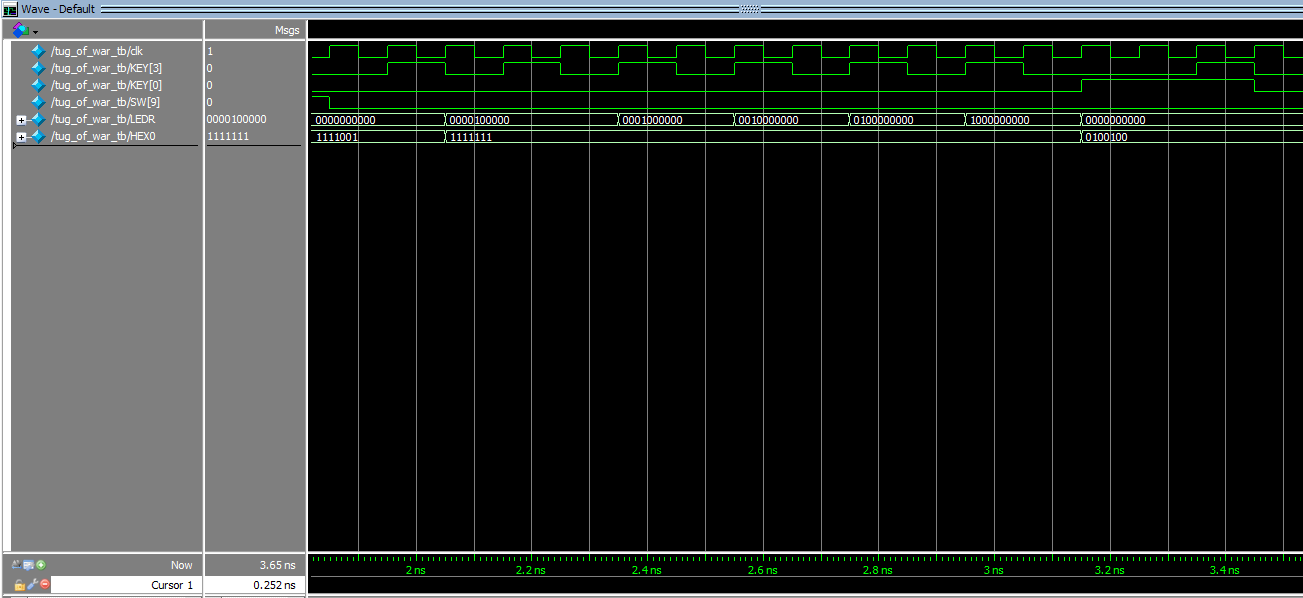 Wave - Default
Msgs
/tug_of_war_tb/clk 1
/tug_of_war_tb/KEY[3] 0
/tug_of_war_tb/KEY[0] 0
/tug_of_war_tb/SW[9] 0
/tug_of_war_tb/LEDR 0000100000 0000000000 0000100000 0001000000 0010000000 0100000000 1000000000 0000000000
/tug_of_war_tb/HEX0 1111111 1111001 1111111 0100100
Now 3.65 ns 2 ns 2.2 ns 2.4 ns 2.6 ns 2.8 ns 3 ns 3.2 ns 3.4 ns
Cursor 1 0.252 ns